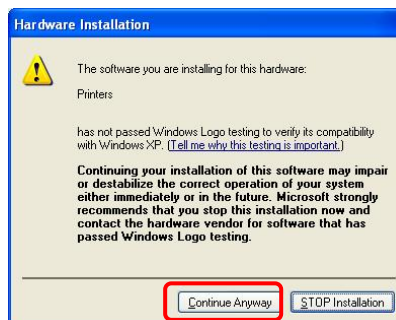 Hardware Installation
The software you are installing for this hardware:
Printers
has not passed Windows Logo testing to verify its compatibility
with Windows XP. (Tell me why this testing is important.)
Continuing your installation of this software may impair
or destabilize the correct operation of your system
either immediately or in the future. Microsoft strongly
recommends that you stop this installation now and
contact the hardware vendor for software that has
passed Windows Logo testing.
Continue Anyway STOP Installation